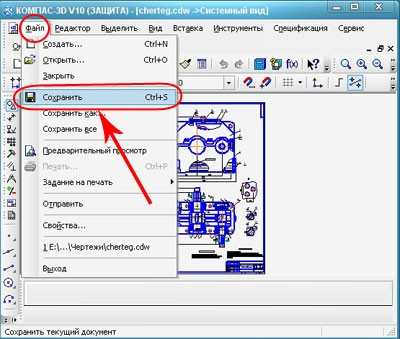 КОМПАС-3D V10 (ЗАЩИТА) - [cherteg.cdw ->Системный вид]
Файл Редактор Выделить Вид Вставка Инструменты Спецификация
Создать... Ctrl+N
Открыть... Ctrl+O
Закрыть
Сохранить Ctrl+S
Сохранить как...
Сохранить все
Предварительный просмотр
Печать... Ctrl+P
Задание на печать
Отправить
Свойства...
1 E:\...\Чертежи\cherteg.cdw
Выход
Сохранить текущий документ